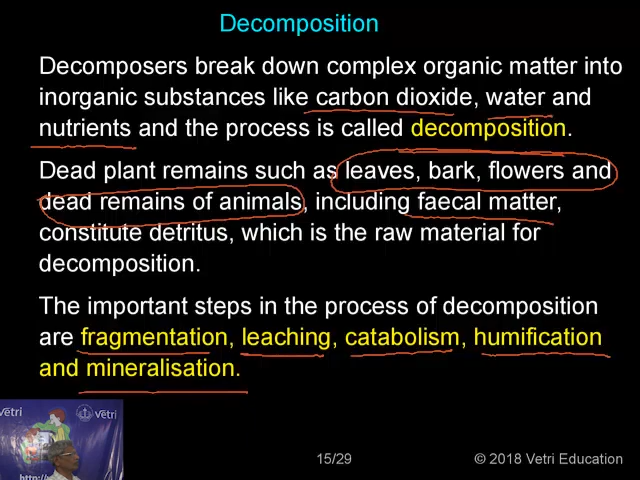 Decomposition
Decomposers break down complex organic matter into
inorganic substances like carbon dioxide, water and
nutrients and the process is called decomposition.
Dead plant remains such as leaves, bark, flowers and
dead remains of animals, including faecal matter,
constitute detritus, which is the raw material for
decomposition.
The important steps in the process of decomposition
are fragmentation, leaching, catabolism, humification
and mineralisation.
Vetri
Vetri
http://
15/29
© 2018 Vetri Education